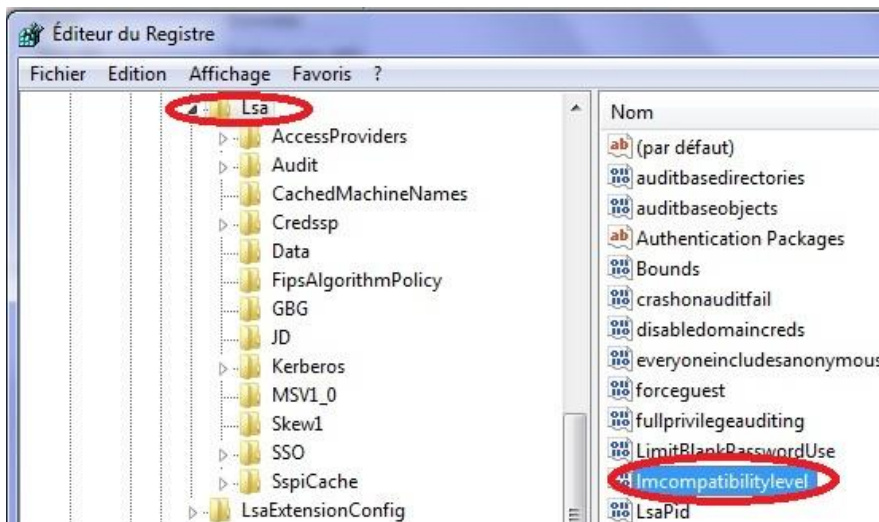 Éditeur du Registre
Fichier Edition Affichage Favoris ?
Lsa
AccessProviders
Audit
CachedMachineNames
Credssp
Data
FipsAlgorithmPolicy
GBG
JD
Kerberos
MSV1_0
Skew1
SSO
SspiCache
LsaExtensionConfig
Nom
(par défaut)
auditbasedirectories
auditbaseobjects
Authentication Packages
Bounds
crashonauditfail
disabledomaincreds
everyoneincludesanonymous
forceguest
fullprivilegeauditing
LimitBlankPasswordUse
lmcompatibilitylevel
LsaPid